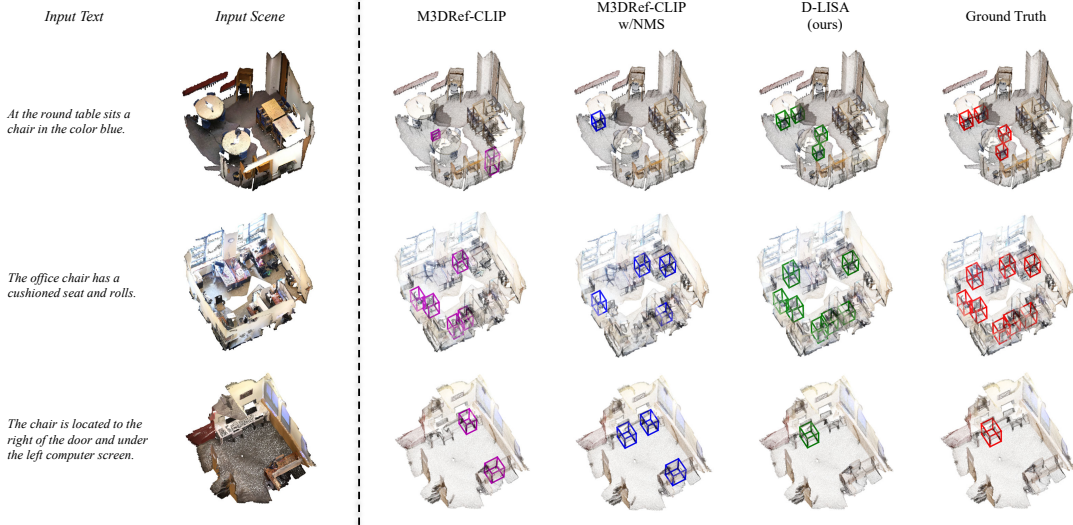 Input Text
Input Scene
M3DRef-CLIP
M3DRef-CLIP
w/NMS
D-LISA
(ours)
Ground Truth
At the round table sits a
chair in the color blue.
The office chair has a
cushioned seat and rolls.
The chair is located to the
right of the door and under
the left computer screen.